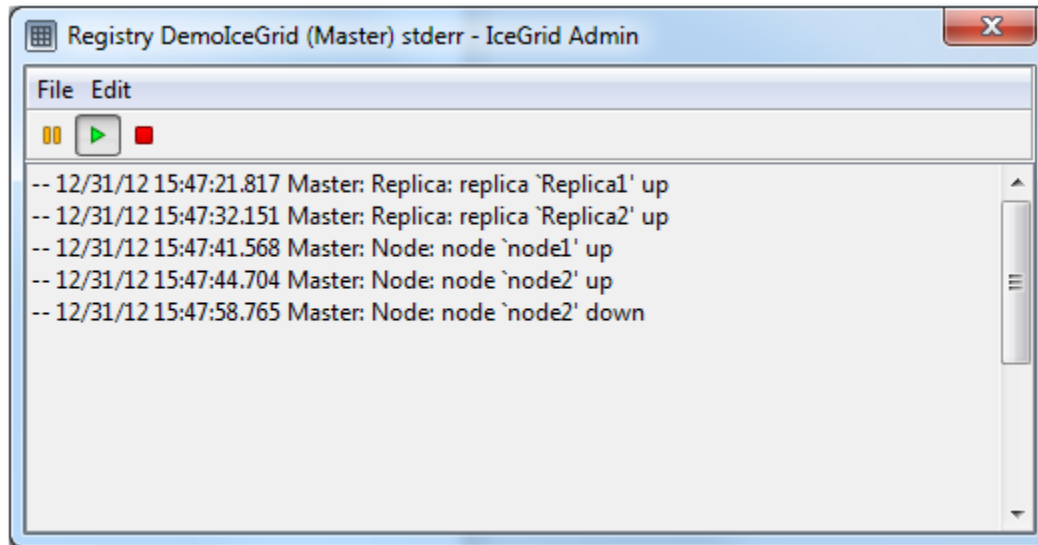 Registry DemoIceGrid (Master) stderr - IceGrid Admin
File Edit
-- 12/31/12 15:47:21.817 Master: Replica: replica `Replica1' up
-- 12/31/12 15:47:32.151 Master: Replica: replica `Replica2' up
-- 12/31/12 15:47:41.568 Master: Node: node `node1' up
-- 12/31/12 15:47:44.704 Master: Node: node `node2' up
-- 12/31/12 15:47:58.765 Master: Node: node `node2' down